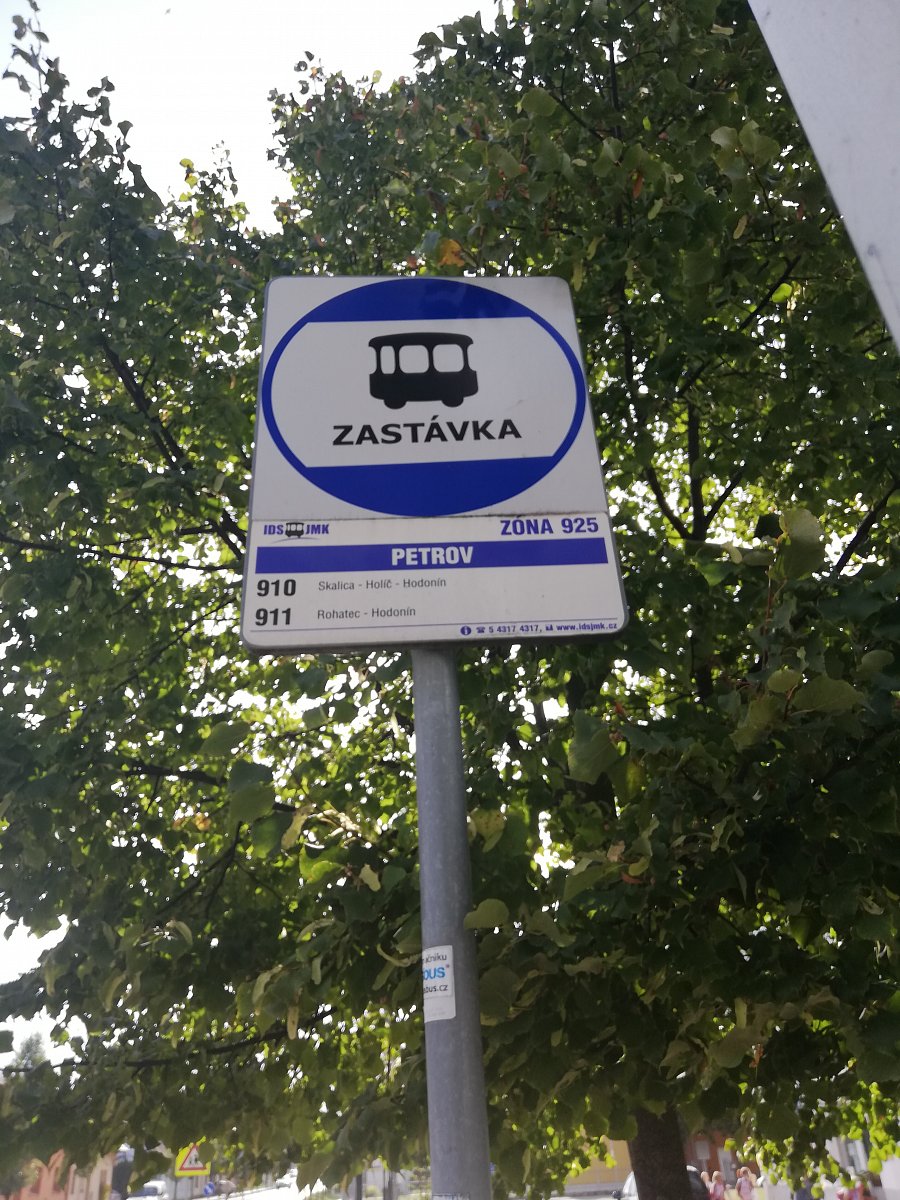 ZASTÁVKA
IDS JMK ZÓNA 925
PETROV
910 Skalica - Holíč - Hodonín
911 Rohatec - Hodonín
5 4317 4317, www.idsjmk.cz